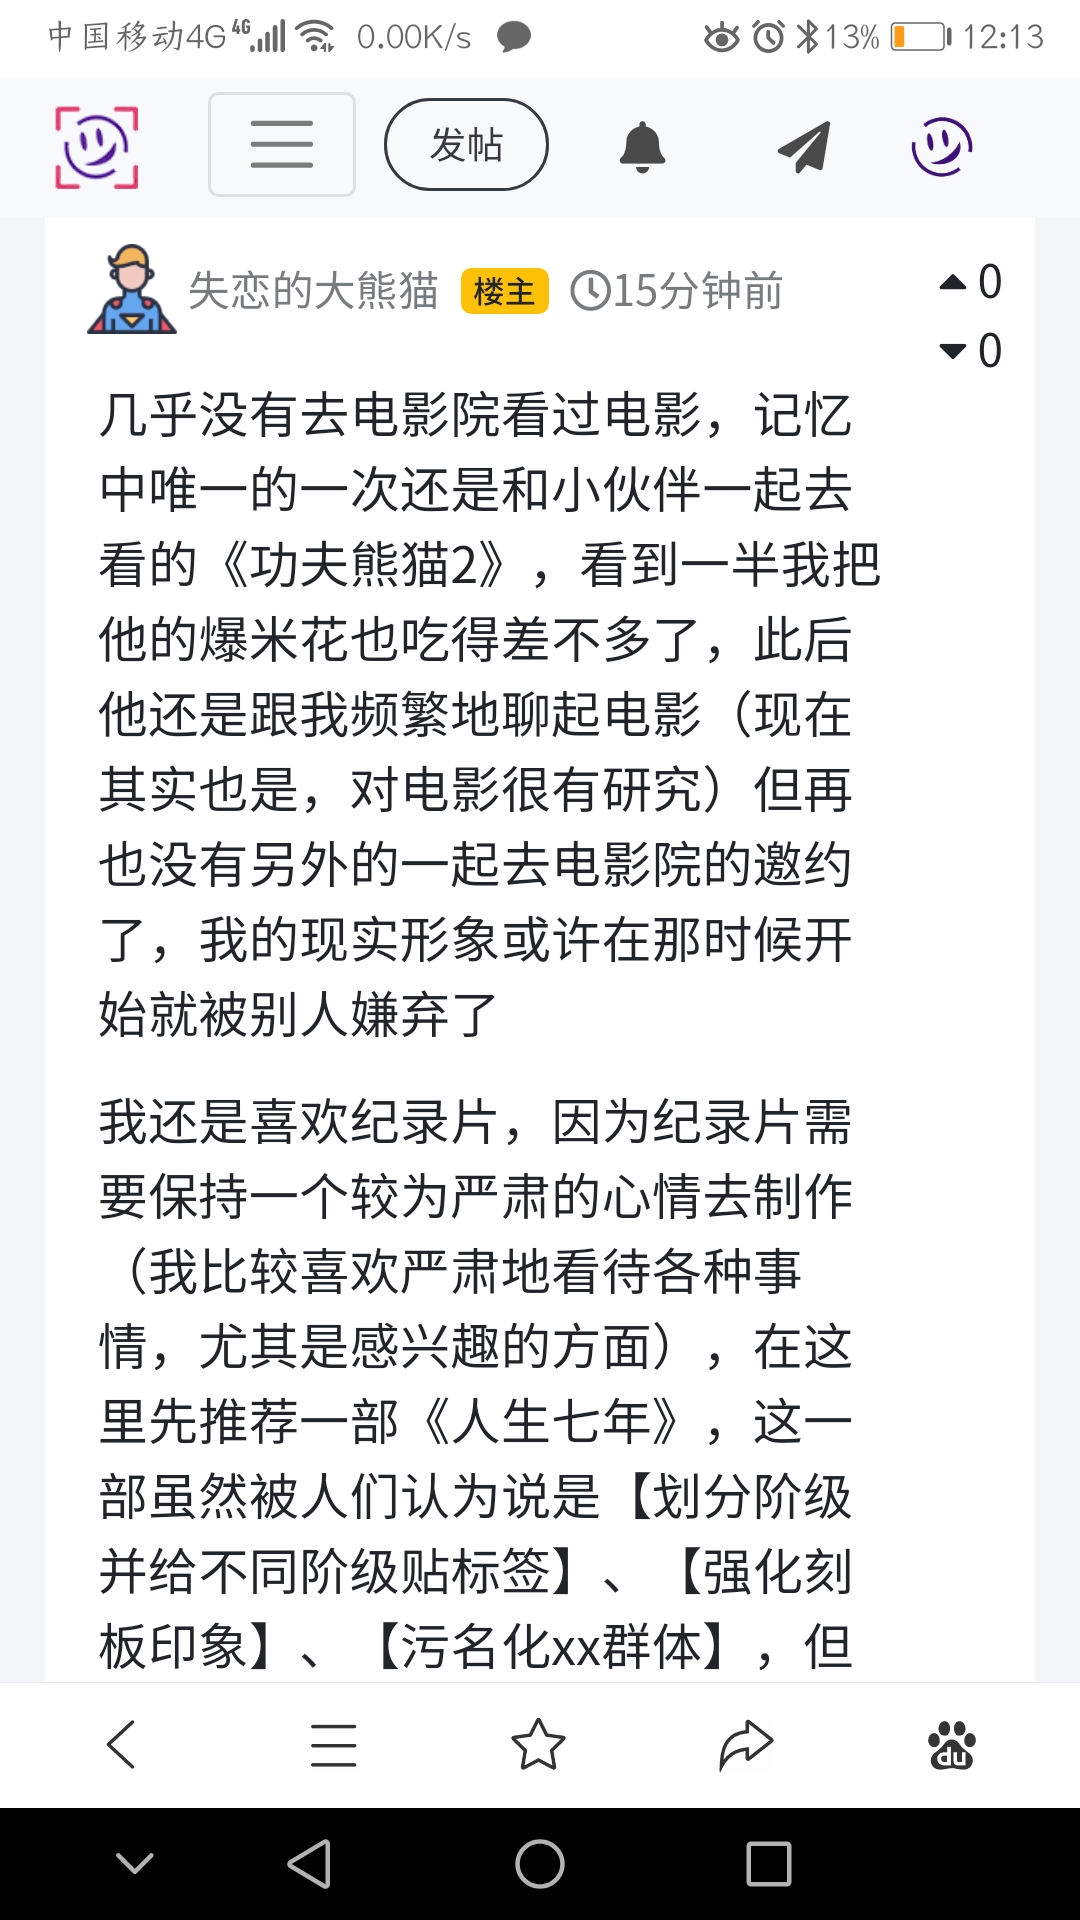 中国移动4G 4G 0.00K/s 13% 12:13
发帖
失恋的大熊猫 楼主 15分钟前 0
0
几乎没有去电影院看过电影，记忆
中唯一的一次还是和小伙伴一起去
看的《功夫熊猫2》，看到一半我把
他的爆米花也吃得差不多了，此后
他还是跟我频繁地聊起电影（现在
其实也是，对电影很有研究）但再
也没有另外的一起去电影院的邀约
了，我的现实形象或许在那时候开
始就被别人嫌弃了
我还是喜欢纪录片，因为纪录片需
要保持一个较为严肃的心情去制作
（我比较喜欢严肃地看待各种事
情，尤其是感兴趣的方面），在这
里先推荐一部《人生七年》，这一
部虽然被人们认为说是【划分阶级
并给不同阶级贴标签】、【强化刻
板印象】、【污名化xx群体】，但
du